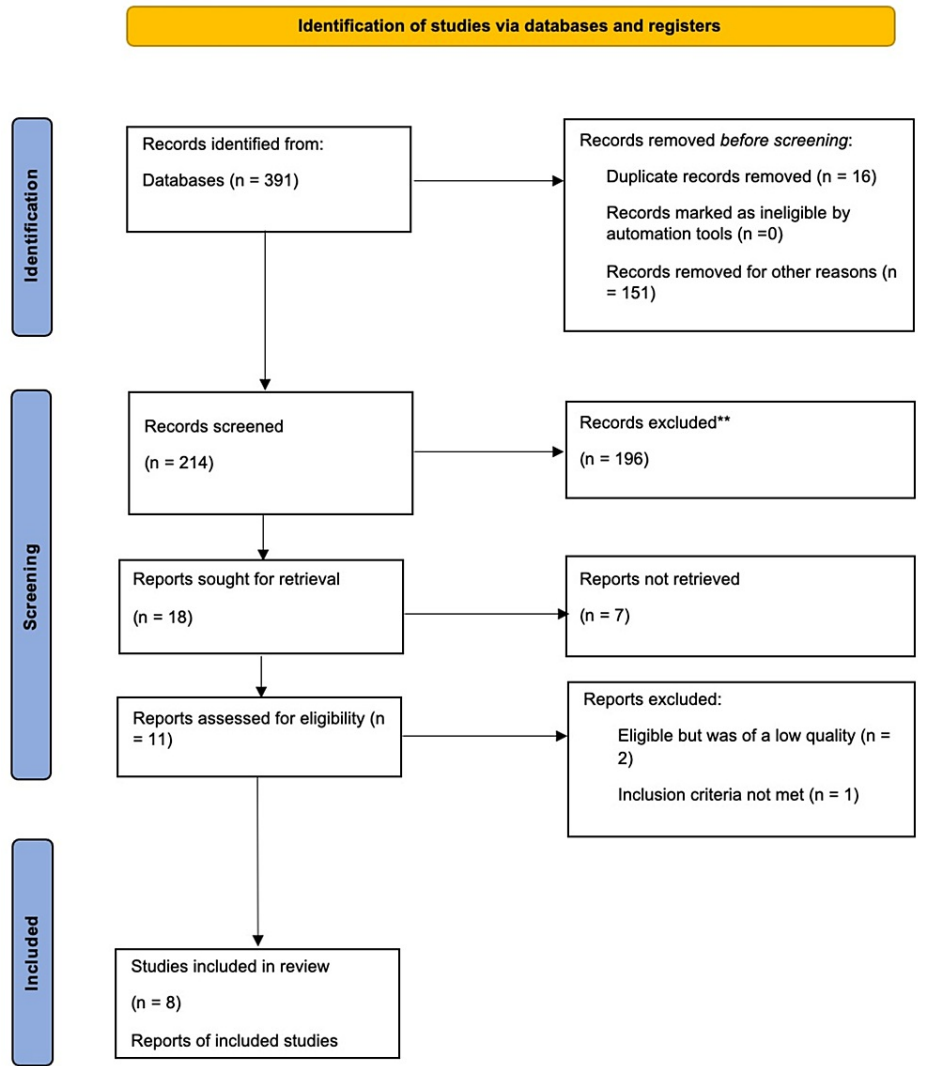 Identification of studies via databases and registers
Identification
Records identified from:
Databases (n = 391)
Records removed before screening:
Duplicate records removed (n = 16)
Records marked as ineligible by
automation tools (n =0)
Records removed for other reasons (n
= 151)
Screening
Records screened
(n = 214)
Records excluded**
(n = 196)
Reports sought for retrieval
(n = 18)
Reports not retrieved
(n = 7)
Reports assessed for eligibility (n
= 11)
Reports excluded:
Eligible but was of a low quality (n =
2)
Inclusion criteria not met (n = 1)
Included
Studies included in review
(n = 8)
Reports of included studies